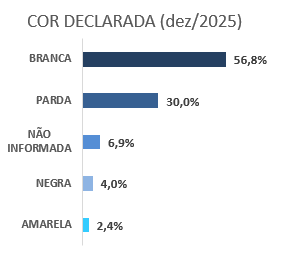 COR DECLARADA (dez/2025)
BRANCA
56,8%
PARDA
30,0%
NÃO
INFORMADA
6,9%
NEGRA
4,0%
AMARELA
2,4%